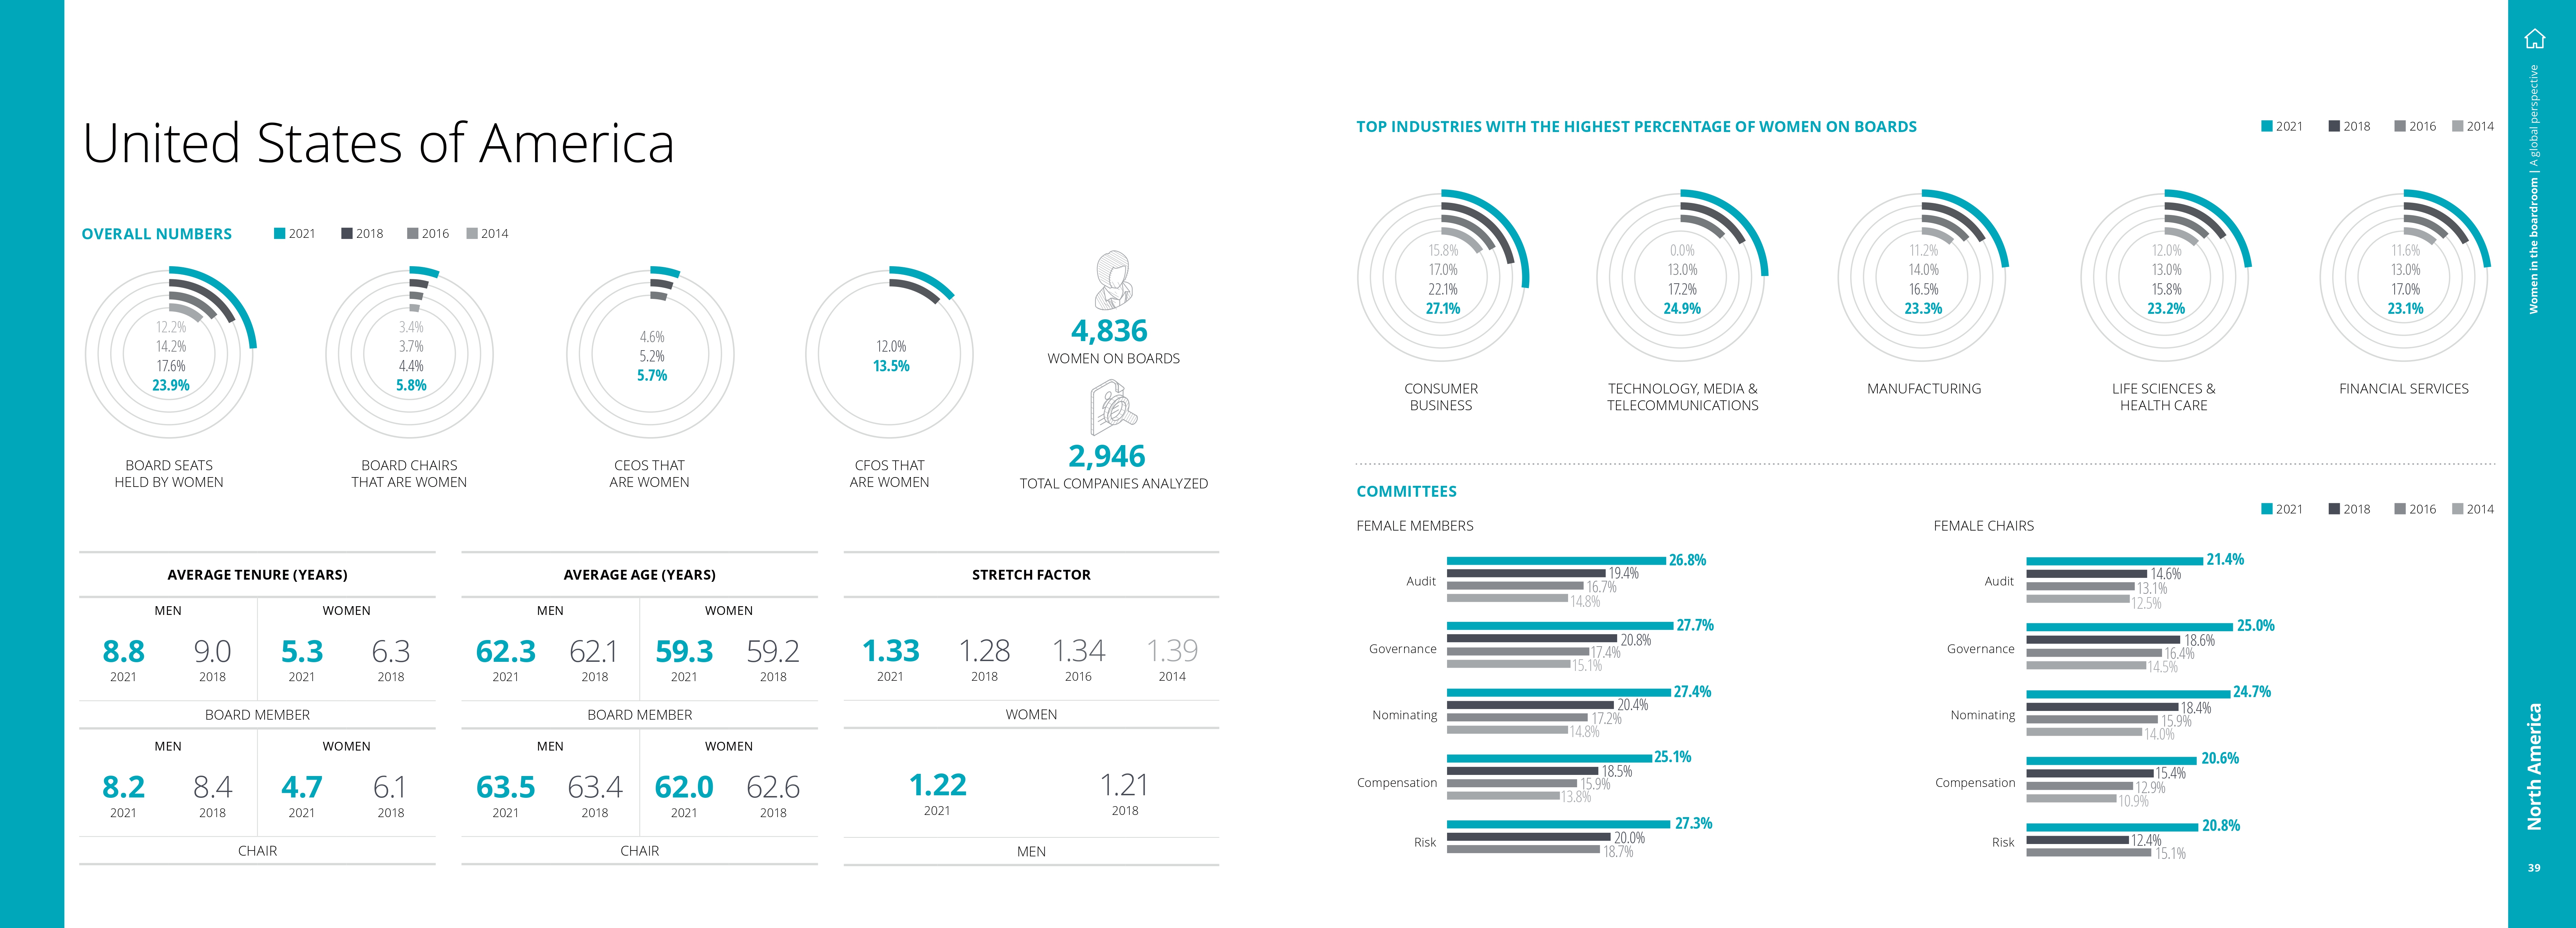 United States of America
OVERALL NUMBERS
2021 2018 2016 2014
12.2%
14.2%
17.6%
23.9%
BOARD SEATS
HELD BY WOMEN
3.4%
3.7%
4.4%
5.8%
BOARD CHAIRS
THAT ARE WOMEN
4.6%
5.2%
5.7%
CEOS THAT
ARE WOMEN
12.0%
13.5%
CFOS THAT
ARE WOMEN
4,836
WOMEN ON BOARDS
2,946
TOTAL COMPANIES ANALYZED
AVERAGE TENURE (YEARS)
MEN WOMEN
8.8 9.0 5.3 6.3
2021 2018 2021 2018
BOARD MEMBER
MEN WOMEN
8.2 8.4 4.7 6.1
2021 2018 2021 2018
CHAIR
AVERAGE AGE (YEARS)
MEN WOMEN
62.3 62.1 59.3 59.2
2021 2018 2021 2018
BOARD MEMBER
MEN WOMEN
63.5 63.4 62.0 62.6
2021 2018 2021 2018
CHAIR
STRETCH FACTOR
1.33 1.28 1.34 1.39
2021 2018 2016 2014
WOMEN
1.22 1.21
2021 2018
MEN
TOP INDUSTRIES WITH THE HIGHEST PERCENTAGE OF WOMEN ON BOARDS
2021 2018 2016 2014
15.8%
17.0%
22.1%
27.1%
CONSUMER
BUSINESS
0.0%
13.0%
17.2%
24.9%
TECHNOLOGY, MEDIA &
TELECOMMUNICATIONS
11.2%
14.0%
16.5%
23.3%
MANUFACTURING
12.0%
13.0%
15.8%
23.2%
LIFE SCIENCES &
HEALTH CARE
11.6%
13.0%
17.0%
23.1%
FINANCIAL SERVICES
COMMITTEES
2021 2018 2016 2014
FEMALE MEMBERS
Audit
26.8%
19.4%
16.7%
14.8%
Governance
27.7%
20.8%
17.4%
15.1%
Nominating
27.4%
20.4%
17.2%
14.8%
Compensation
25.1%
18.5%
15.9%
13.8%
Risk
27.3%
20.0%
18.7%
FEMALE CHAIRS
Audit
21.4%
14.6%
13.1%
12.5%
Governance
25.0%
18.6%
16.4%
14.5%
Nominating
24.7%
18.4%
15.9%
14.0%
Compensation
20.6%
15.4%
12.9%
10.9%
Risk
20.8%
12.4%
15.1%
Women in the boardroom | A global perspective
North America
39